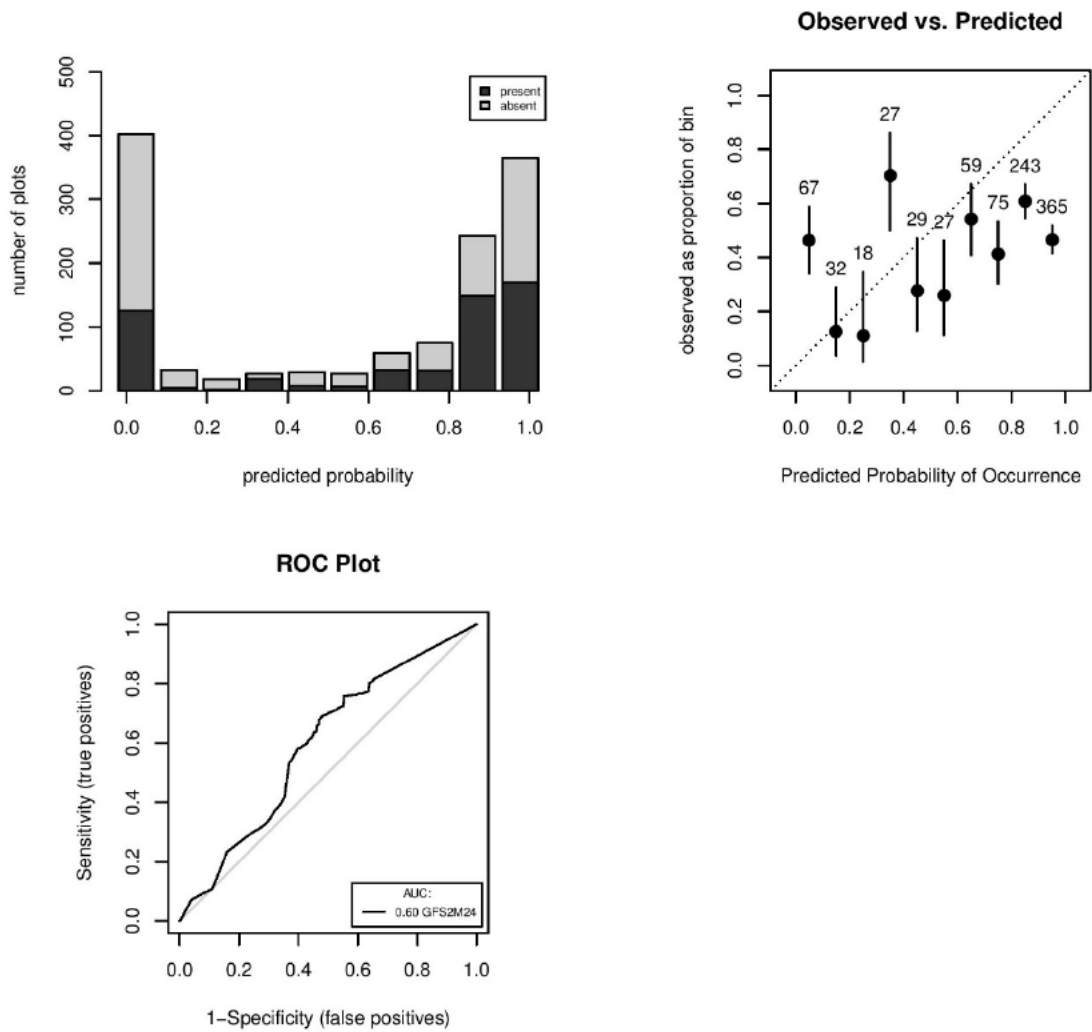 500
400
300
200
100
0
number of plots
present
absent
0.0 0.2 0.4 0.6 0.8 1.0
predicted probability
Observed vs. Predicted
1.0
0.8
0.6
0.4
0.2
0.0
observed as proportion of bin
67
32
18
27
29
27
59
75
243
365
0.0 0.2 0.4 0.6 0.8 1.0
Predicted Probability of Occurrence
ROC Plot
1.0
0.8
0.6
0.4
0.2
0.0
Sensitivity (true positives)
AUC:
0.60 GFS2M24
0.0 0.2 0.4 0.6 0.8 1.0
1−Specificity (false positives)